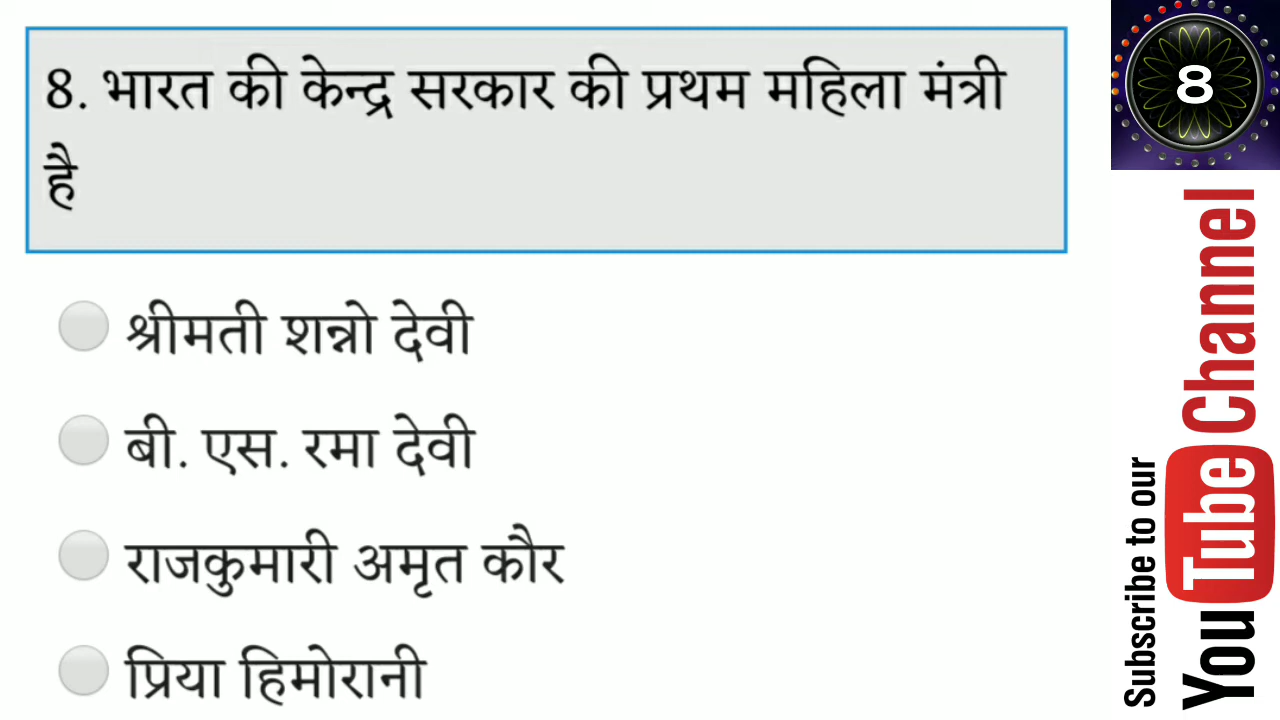 8. भारत की केन्द्र सरकार की प्रथम महिला मंत्री
है
श्रीमती शन्नो देवी
बी. एस. रमा देवी
राजकुमारी अमृत कौर
प्रिया हिमोरानी
8
Subscribe to our
YouTube Channel